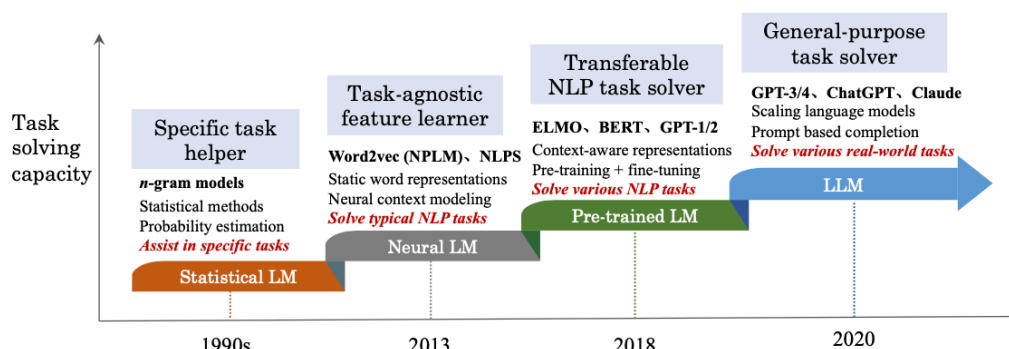 Task
solving
capacity
Specific task
helper
n-gram models
Statistical methods
Probability estimation
Assist in specific tasks
Statistical LM
1990s
Task-agnostic
feature learner
Word2vec (NPLM)、NLPS
Static word representations
Neural context modeling
Solve typical NLP tasks
Neural LM
2013
Transferable
NLP task solver
ELMO、BERT、GPT-1/2
Context-aware representations
Pre-training + fine-tuning
Solve various NLP tasks
Pre-trained LM
2018
General-purpose
task solver
GPT-3/4、ChatGPT、Claude
Scaling language models
Prompt based completion
Solve various real-world tasks
LLM
2020